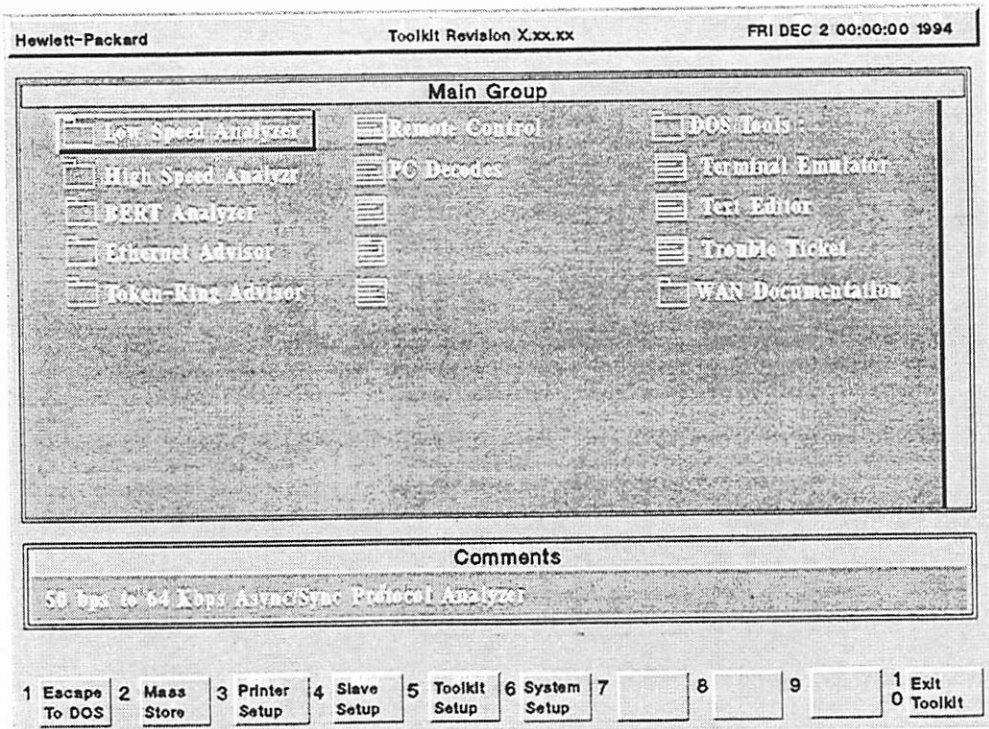 Hewlett-Packard Toolkit Revision X.xx.xx FRI DEC 2 00:00:00 1994
Main Group
Low Speed Analyzer Remote Control DOS Tools
High Speed Analyzr PC Decodes Terminal Emulator
BERT Analyzer Text Editor
Ethernet Advisor Trouble Ticket
Token-Ring Advisor WAN Documentation
Comments
50 bps to 64 Kbps Async/Sync Protocol Analyzer
1 Escape To DOS
2 Mass Store
3 Printer Setup
4 Slave Setup
5 Toolkit Setup
6 System Setup
7
8
9
10 Exit Toolkit